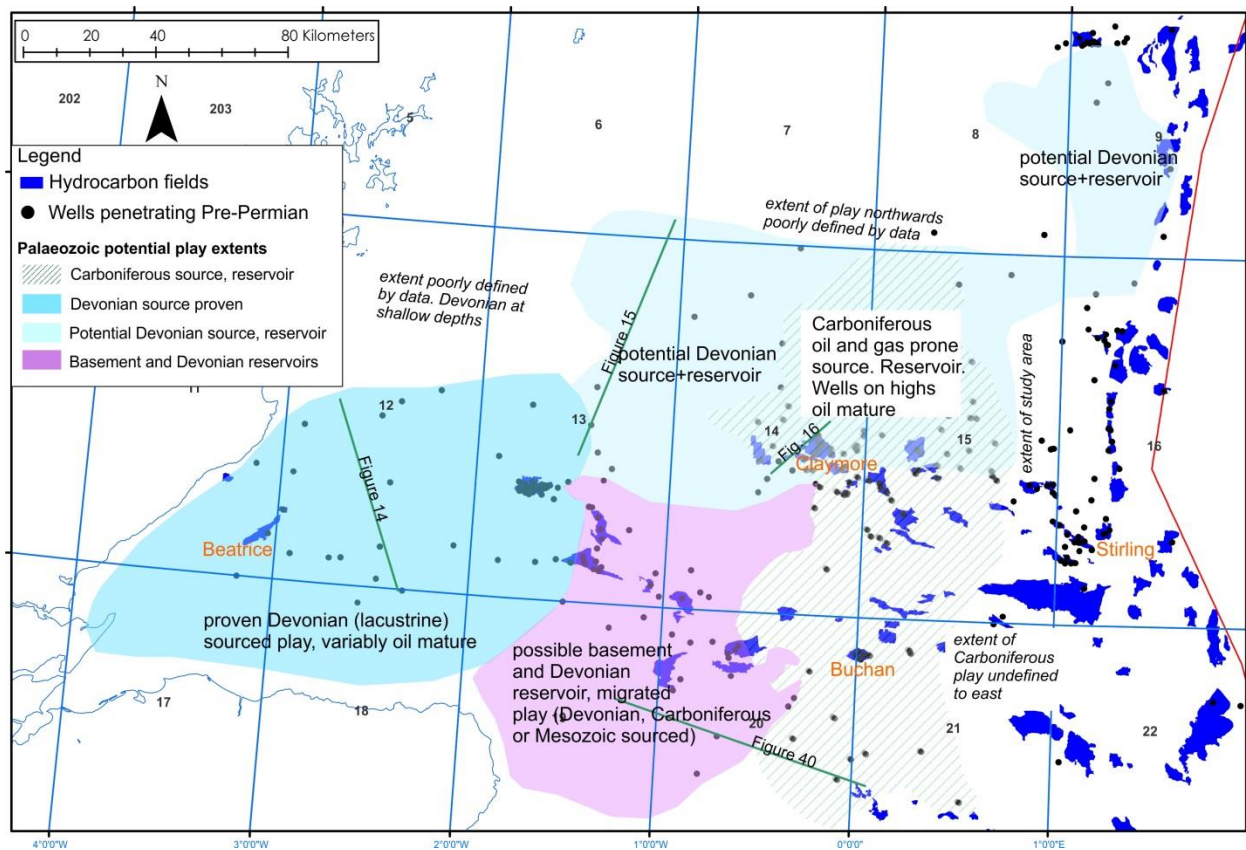 0 20 40 80 Kilometers
N
202
203
5
6
7
8
9
Legend
Hydrocarbon fields
Wells penetrating Pre-Permian
Palaeozoic potential play extents
Carboniferous source, reservoir
Devonian source proven
Potential Devonian source, reservoir
Basement and Devonian reservoirs
potential Devonian
source+reservoir
extent of play northwards
poorly defined by data
extent poorly defined
by data. Devonian at
shallow depths
Figure 15
potential Devonian
source+reservoir
Carboniferous
oil and gas prone
source. Reservoir.
Wells on highs
oil mature
extent of study area
11
12
13
14
15
16
Fig. 16
Claymore
Figure 14
Beatrice
Stirling
proven Devonian (lacustrine)
sourced play, variably oil mature
possible basement
and Devonian
reservoir, migrated
play (Devonian, Carboniferous
or Mesozoic sourced)
Buchan
extent of
Carboniferous
play undefined
to east
17
18
19
20
21
22
Figure 40
4°0'0"W
3°0'0"W
2°0'0"W
1°0'0"W
0°0'0"
1°0'0"E